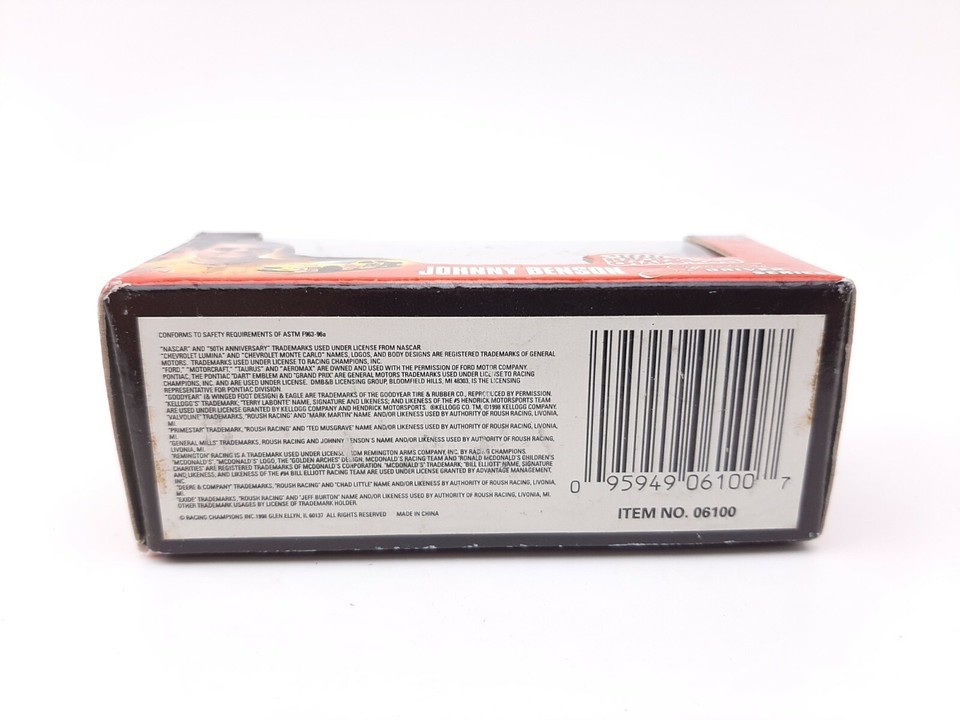 JOHNNY BENSON
CONFORMS TO SAFETY REQUIREMENTS OF ASTM F963-96a
"NASCAR" AND "50TH ANNIVERSARY" TRADEMARKS USED UNDER LICENSE FROM NASCAR.
"CHEVROLET LUMINA" AND "CHEVROLET MONTE CARLO" NAMES, LOGOS, AND BODY DESIGNS ARE REGISTERED TRADEMARKS OF GENERAL
MOTORS. TRADEMARKS USED UNDER LICENSE TO RACING CHAMPIONS, INC.
"FORD," "MOTORCRAFT," "TAURUS" AND "AEROMAX" ARE OWNED AND USED WITH THE PERMISSION OF FORD MOTOR COMPANY.
PONTIAC, THE PONTIAC "DART" EMBLEM AND "GRAND PRIX" ARE GENERAL MOTORS TRADEMARKS USED UNDER LICENSE TO RACING
CHAMPIONS, INC. AND ARE USED UNDER LICENSE. DMB&B LICENSING GROUP, BLOOMFIELD HILLS, MI 48303, IS THE LICENSING
REPRESENTATIVE FOR PONTIAC DIVISION)
"GOODYEAR" (& WINGED FOOT DESIGN) & EAGLE ARE TRADEMARKS OF THE GOODYEAR TIRE & RUBBER CO., REPRODUCED BY PERMISSION.
"KELLOGG'S" TRADEMARK, "TERRY LABONTE" NAME, SIGNATURE AND LIKENESS; AND LIKENESS OF THE #5 HENDRICK MOTORSPORTS TEAM
ARE USED UNDER LICENSE GRANTED BY KELLOGG COMPANY AND HENDRICK MOTORSPORTS. ®KELLOGG CO. TM, ©1998 KELLOGG COMPANY.
"VALVOLINE" TRADEMARKS, "ROUSH RACING" AND "MARK MARTIN" NAME AND/OR LIKENESS USED BY AUTHORITY OF ROUSH RACING, LIVONIA,
MI.
"PRIMESTAR" TRADEMARK, "ROUSH RACING" AND "TED MUSGRAVE" NAME AND/OR LIKENESS USED BY AUTHORITY OF ROUSH RACING, LIVONIA,
MI.
"GENERAL MILLS" TRADEMARKS, ROUSH RACING AND JOHNNY BENSON'S NAME AND/OR LIKENESS USED BY AUTHORITY OF ROUSH RACING,
LIVONIA, MI.
"REMINGTON RACING" IS A TRADEMARK USED UNDER LICENSE FROM REMINGTON ARMS COMPANY, INC. BY RACING CHAMPIONS.
"MCDONALD'S", MCDONALD'S LOGO, THE "GOLDEN ARCHES" DESIGN, MCDONALD'S RACING TEAM AND "RONALD MCDONALD'S CHILDREN'S
CHARITIES" ARE REGISTERED TRADEMARKS OF MCDONALD'S CORPORATION. "MCDONALD'S" TRADEMARK; "BILL ELLIOTT" NAME, SIGNATURE
AND LIKENESS; AND LIKENESS OF THE #94 BILL ELLIOTT RACING TEAM ARE USED UNDER LICENSE GRANTED BY ADVANTAGE MANAGEMENT,
INC.
"DEERE & COMPANY" TRADEMARKS, "ROUSH RACING" AND "CHAD LITTLE" NAME AND/OR LIKENESS USED BY AUTHORITY OF ROUSH RACING, LIVONIA,
MI.
"EXIDE" TRADEMARKS, "ROUSH RACING" AND "JEFF BURTON" NAME AND/OR LIKENESS USED BY AUTHORITY OF ROUSH RACING, LIVONIA, MI.
OTHER TRADEMARK USAGES BY LICENSE OF TRADEMARK HOLDER.
© RACING CHAMPIONS INC 1998 GLEN ELLYN, IL 60137 ALL RIGHTS RESERVED MADE IN CHINA
0 95949 06100 7
ITEM NO. 06100